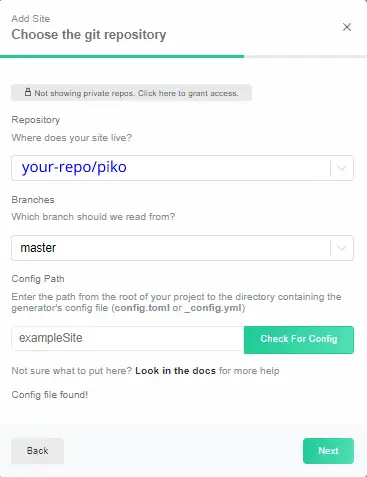 Add Site
Choose the git repository
Not showing private repos. Click here to grant access.
Repository
Where does your site live?
your-repo/piko
Branches
Which branch should we read from?
master
Config Path
Enter the path from the root of your project to the directory containing the
generator's config file (config.toml or _config.yml)
exampleSite
Check For Config
Not sure what to put here? Look in the docs for more help
Config file found!
Back
Next